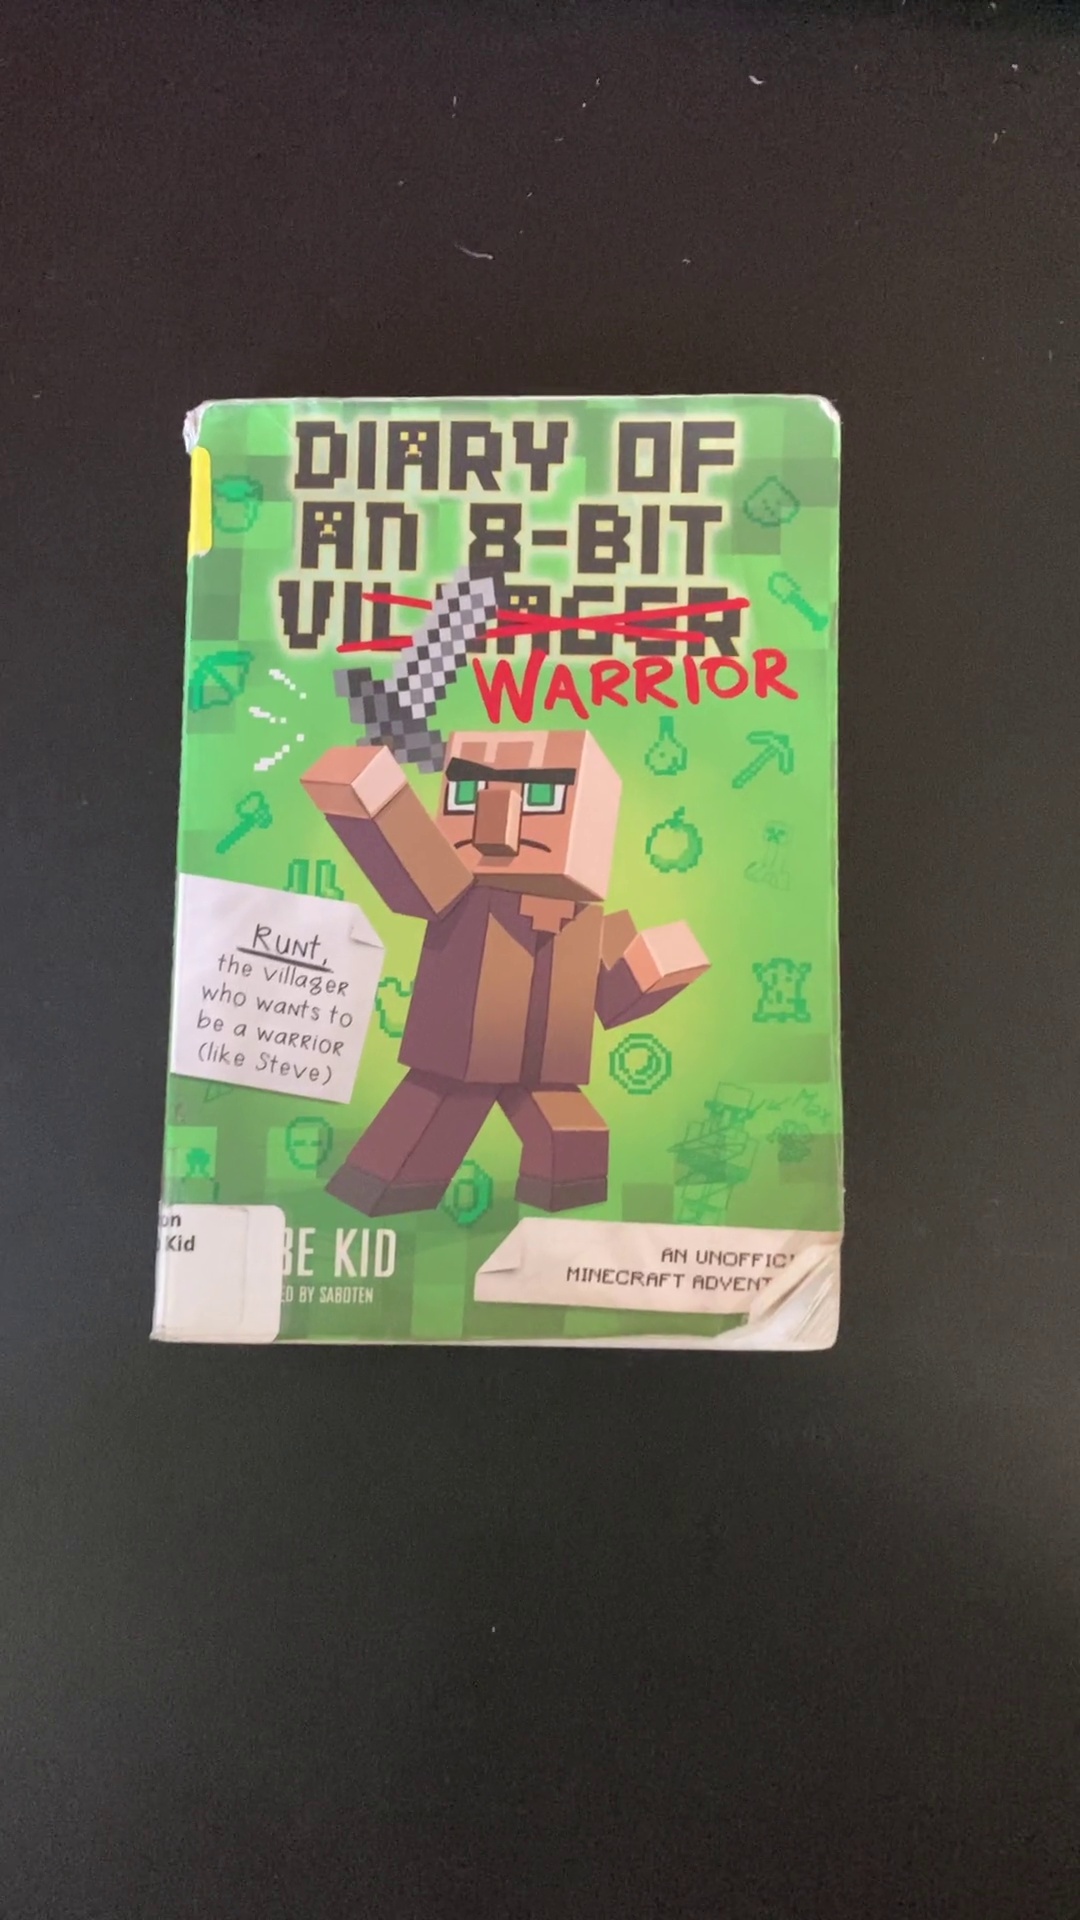 DIARY OF
AN 8-BIT
VILLAGER
WARRIOR
RUNT,
the villager
who wants to
be a warrior
(like Steve)
on
Kid
BE KID
ED BY SABOTEN
AN UNOFFIC
MINECRAFT ADVENT